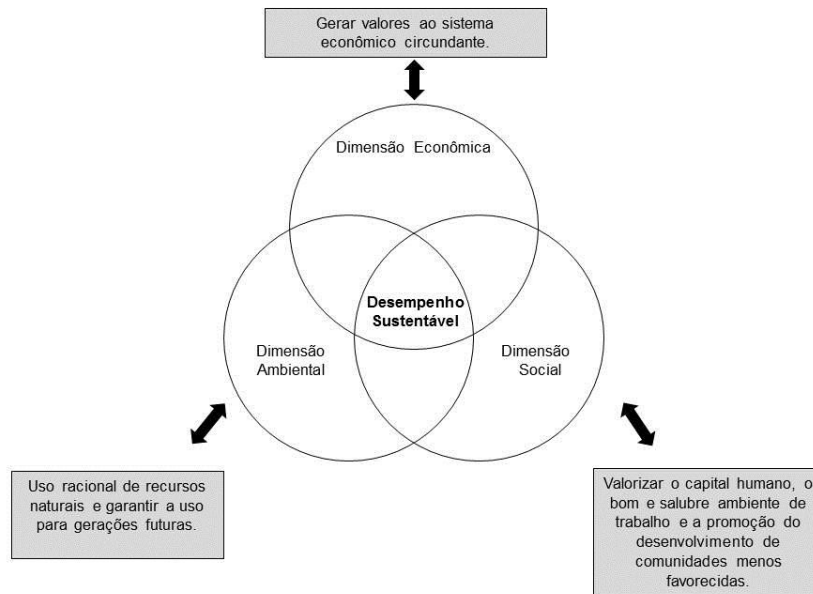 Gerar valores ao sistema
econômico circundante.
Dimensão Econômica
Desempenho
Sustentável
Dimensão
Ambiental
Dimensão
Social
Uso racional de recursos
naturais e garantir a uso
para gerações futuras.
Valorizar o capital humano, o
bom e salubre ambiente de
trabalho e a promoção do
desenvolvimento de
comunidades menos
favorecidas.